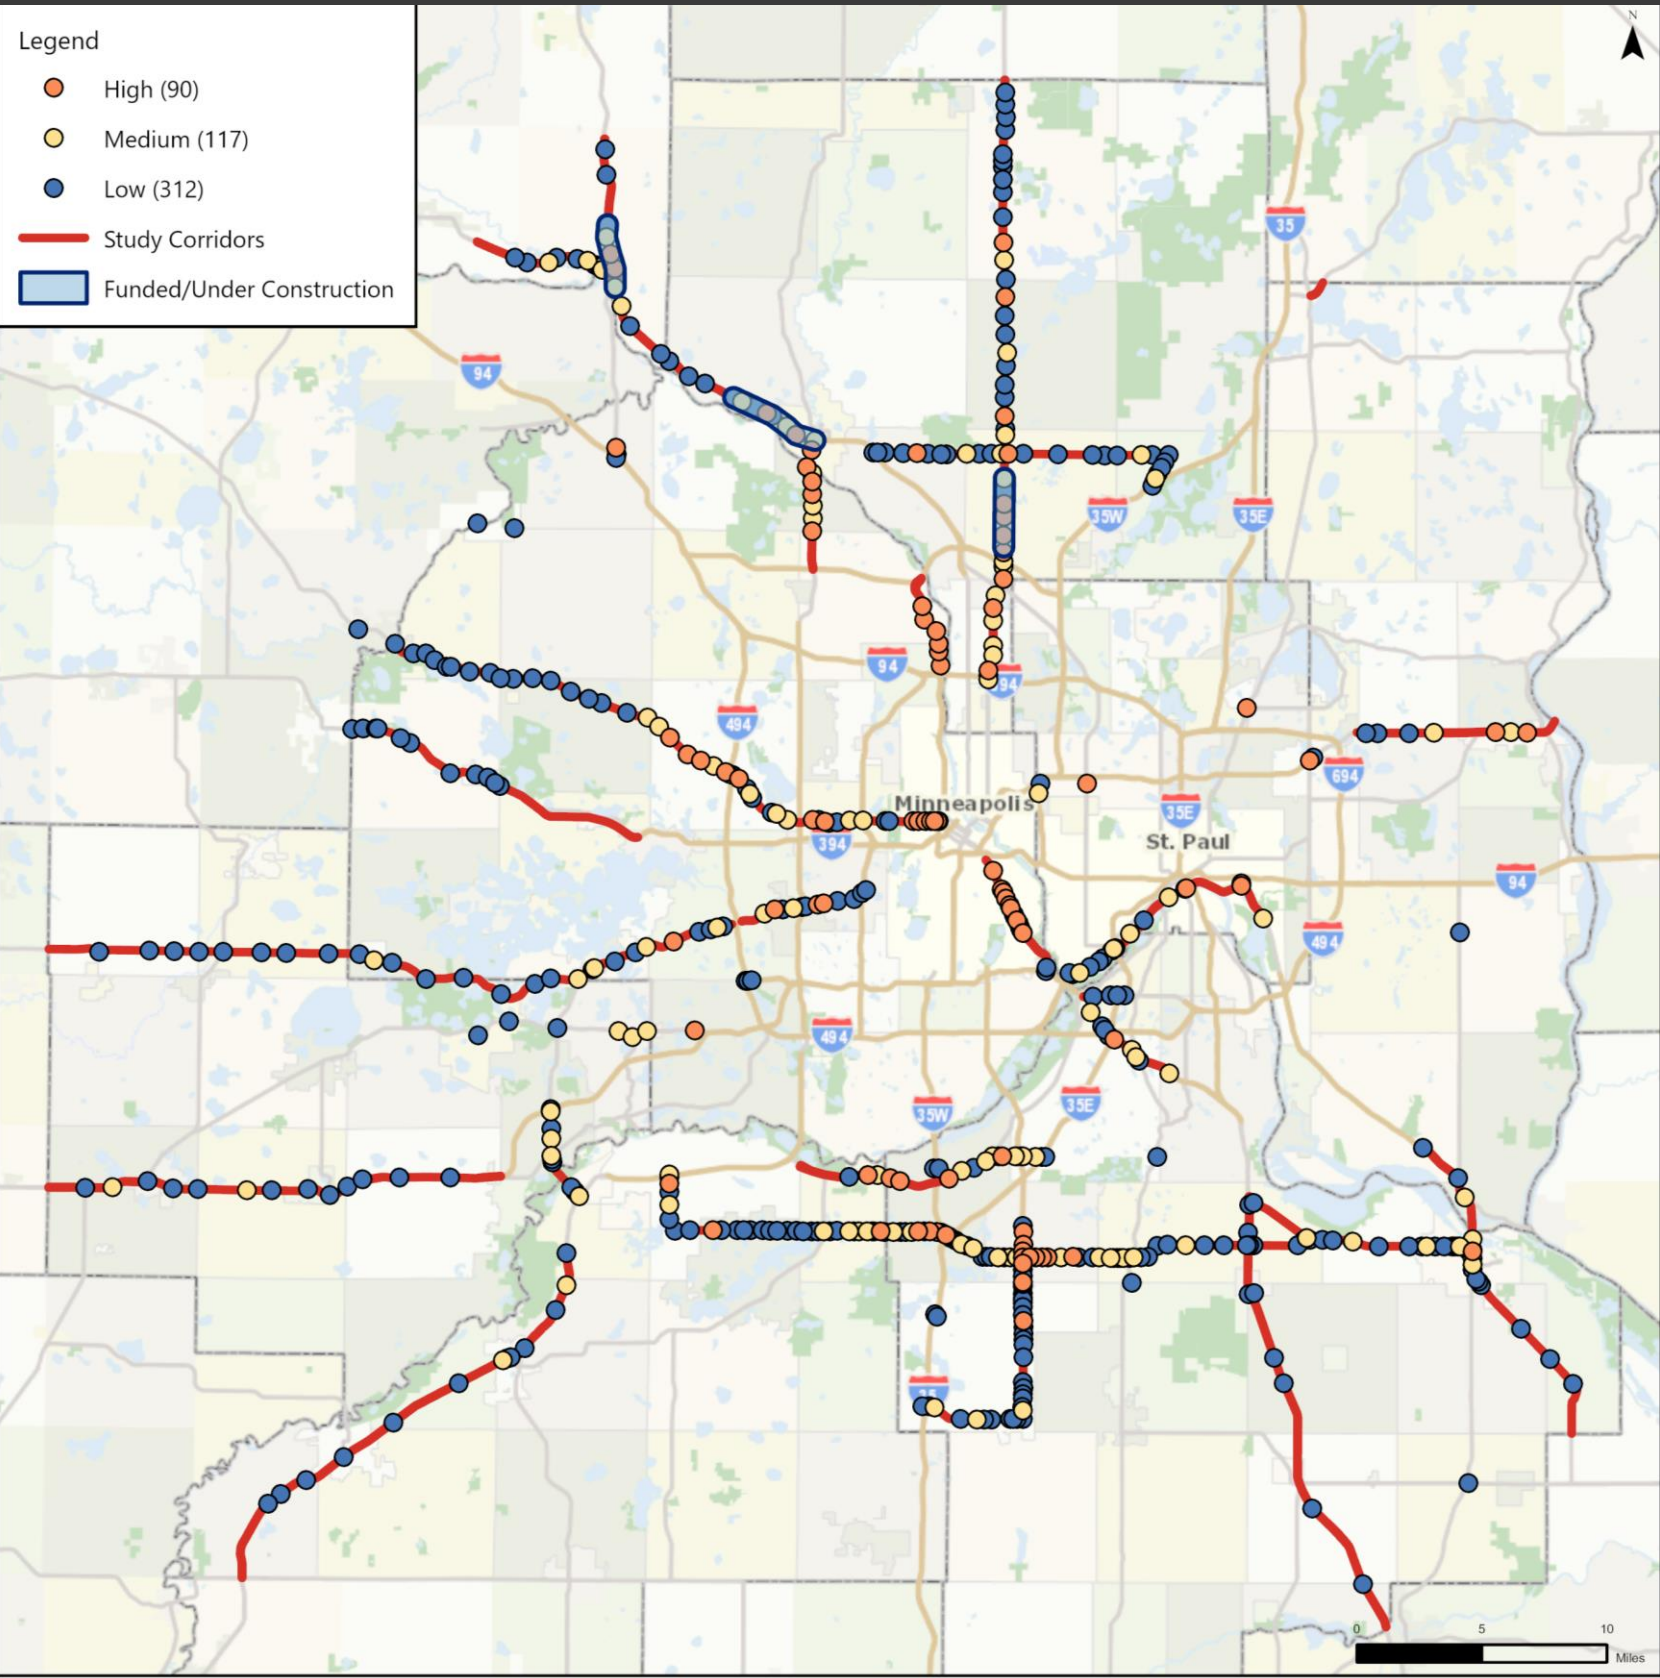 Legend
High (90)
Medium (117)
Low (312)
Study Corridors
Funded/Under Construction
N
35
94
35W
35E
94
94
494
694
Minneapolis
35E
394
St. Paul
94
494
494
35W
35E
35
0 5 10
Miles